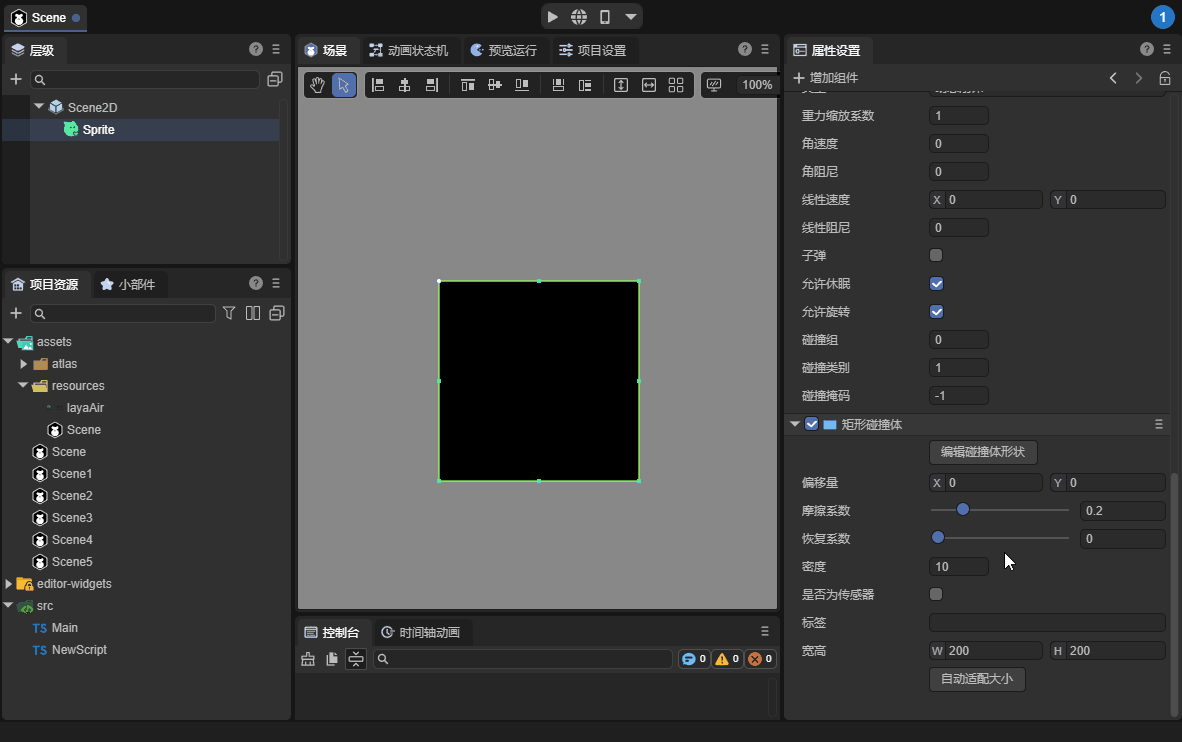 Scene
1
层级
Scene2D
Sprite
项目资源 小部件
assets
atlas
resources
layaAir
Scene
Scene
Scene1
Scene2
Scene3
Scene4
Scene5
editor-widgets
src
TS Main
TS NewScript
场景 动画状态机 预览运行 项目设置
100%
控制台 时间轴动画
0 0 0
属性设置
增加组件
重力缩放系数 1
角速度 0
角阻尼 0
线性速度 X 0 Y 0
线性阻尼 0
子弹
允许休眠
允许旋转
碰撞组 0
碰撞类别 1
碰撞掩码 -1
矩形碰撞体
编辑碰撞体形状
偏移量 X 0 Y 0
摩擦系数 0.2
恢复系数 0
密度 10
是否为传感器
标签
宽高 W 200 H 200
自动适配大小